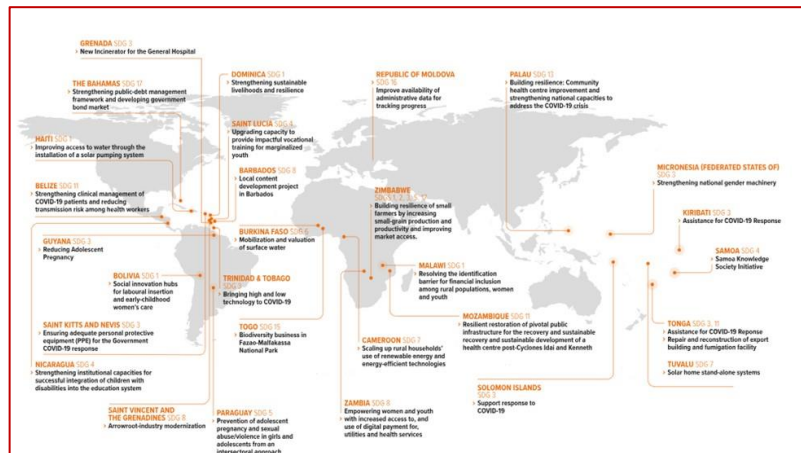 GRENADA SDG 3
New Incinerator for the General Hospital
THE BAHAMAS SDG 17
Strengthening public-debt management
framework and developing government
bond market
HAITI SDG 1
Improving access to water through the
installation of a solar pumping system
BELIZE SDG 11
Strengthening clinical management of
COVID-19 patients and reducing
transmission risk among health workers
GUYANA SDG 3
Reducing Adolescent
Pregnancy
BOLIVIA SDG 1
Social innovation hubs
for labour insertion
and early-childhood
women's care
SAINT KITTS AND NEVIS SDG 3
Ensuring adequate personal protective
equipment (PPE) for the Government
COVID-19 response
NICARAGUA SDG 4
Strengthening institutional capacities for
successful integration of children with
disabilities into the education system
SAINT VINCENT AND
THE GRENADINES SDG 8
Arrowroot-industry modernization
DOMINICA SDG 1
Strengthening sustainable
livelihoods and resilience
SAINT LUCIA SDG 4
Upgrading capacity to
provide impactful vocational
training for marginalized
youth
BARBADOS SDG 8
Local content
development project
in Barbados
BURKINA FASO SDG 6
Mobilization and valuation
of surface water
TRINIDAD & TOBAGO
Bringing high and low
technology to COVID-19
TOGO SDG 15
Biodiversity business in
Fazao-Malfakassa
National Park
PARAGUAY SDG 5
Prevention of adolescent
pregnancy and sexual
abuse/violence in girls and
adolescents from an
intersectoral approach
REPUBLIC OF MOLDOVA
SDG 16
Improve availability of
administrative data for
tracking progress
ZIMBABWE
Building resilience of small
farmers by increasing
small-grain production and
productivity and improving
market access.
MALAWI SDG 1
Resolving the identification
barrier for financial inclusion
among rural populations, women
and youth
CAMEROON SDG 7
Scaling up rural households'
use of renewable energy and
energy-efficient technologies
ZAMBIA SDG 8
Empowering women and youth
with increased access to, and
use of digital payment for,
utilities and health services
MOZAMBIQUE SDG 11
Resilient restoration of pivotal public
infrastructure for the recovery and sustainable
recovery and sustainable development of a
health centre post-Cyclones Idai and Kenneth
PALAU SDG 13
Building resilience: Community
health centre improvement and
strengthening national capacities to
address the COVID-19 crisis
MICRONESIA (FEDERATED STATES OF)
SDG 3
Strengthening national gender machinery
KIRIBATI SDG 3
Assistance for COVID-19 Response
SAMOA SDG 4
Samoa Knowledge
Society Initiative
TONGA SDG 3, 11
Assistance for COVID-19 Reponse
Repair and reconstruction of export
building and fumigation facility
TUVALU SDG 7
Solar home stand-alone systems
SOLOMON ISLANDS
SDG 3
Support response to
COVID-19